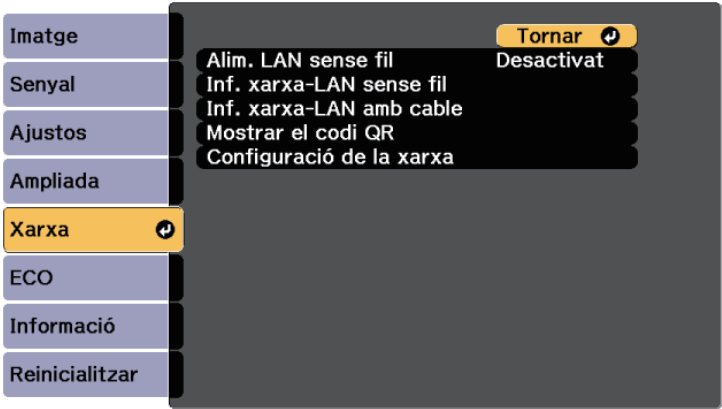 Imatge
Senyal
Ajustos
Ampliada
Xarxa
ECO
Informació
Reinicialitzar
Tornar
Alim. LAN sense fil Desactivat
Inf. xarxa-LAN sense fil
Inf. xarxa-LAN amb cable
Mostrar el codi QR
Configuració de la xarxa